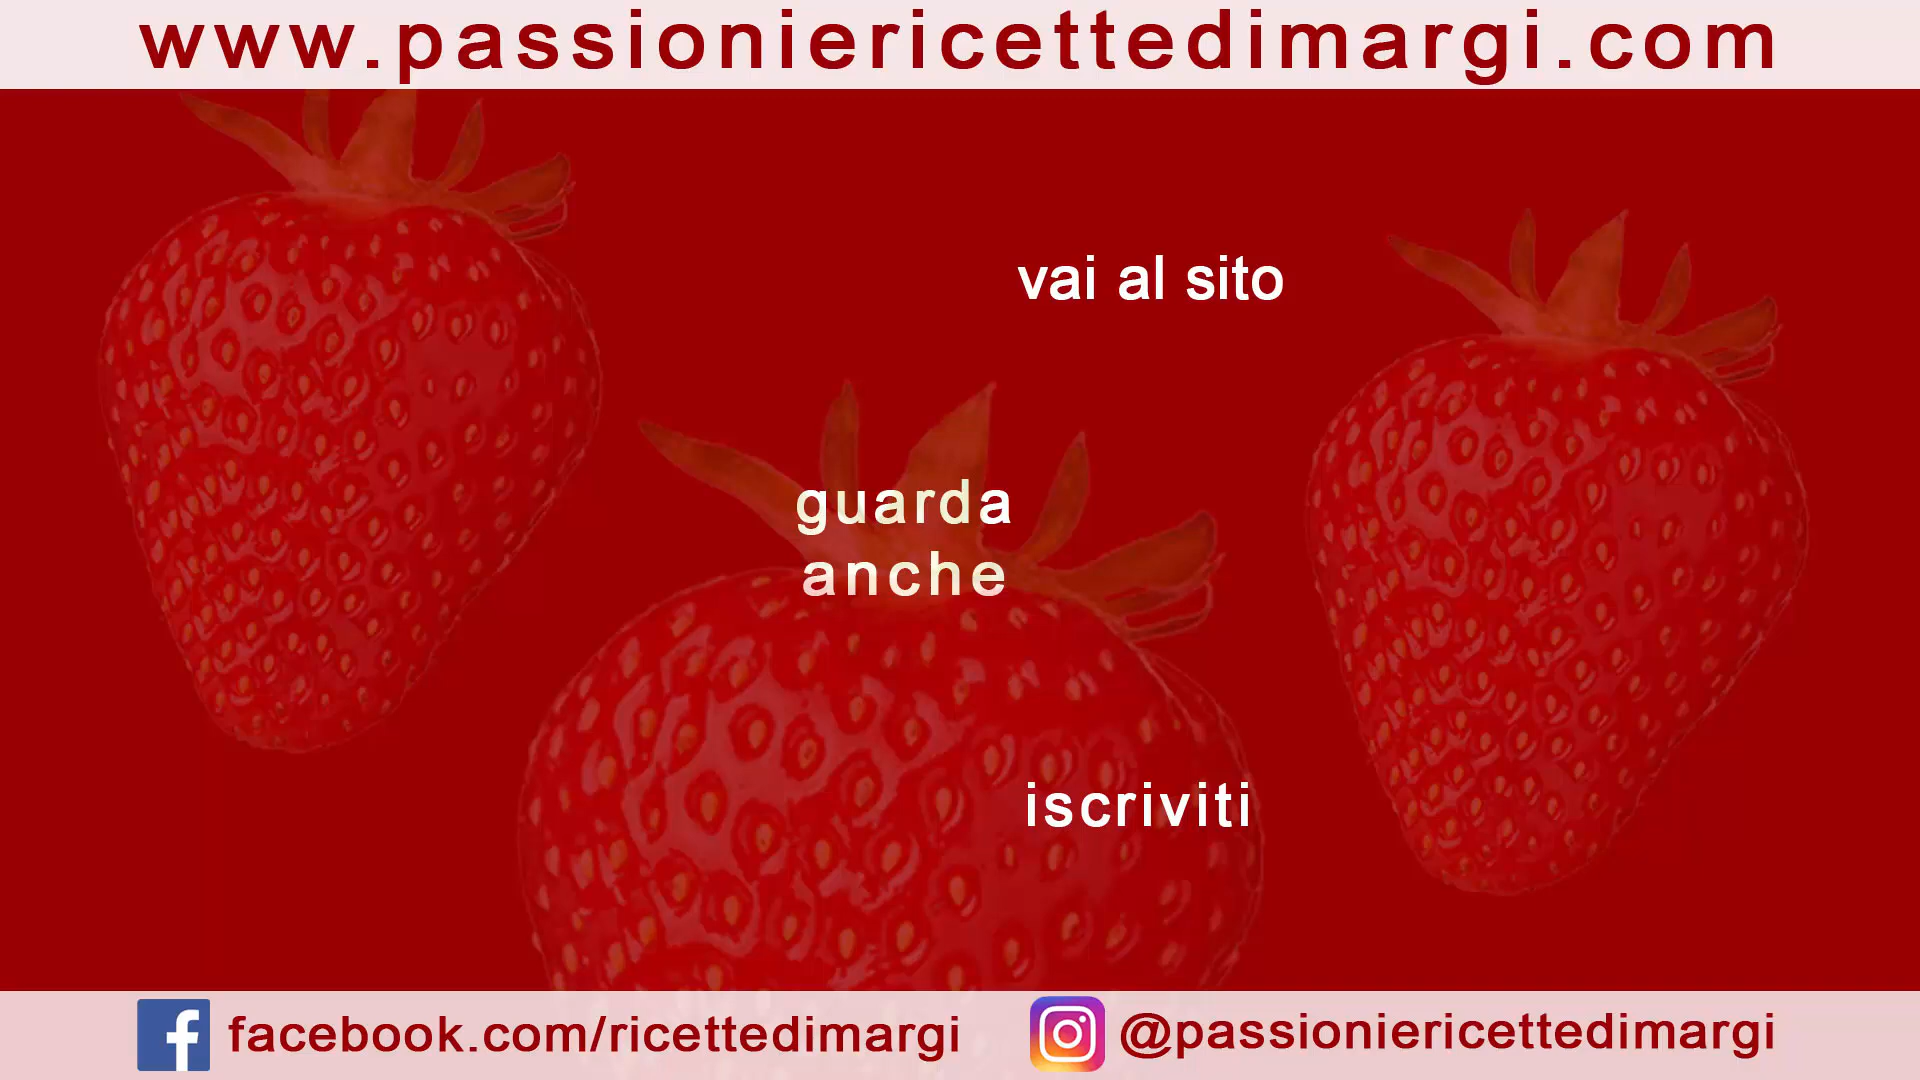 www.passioniericettedimargi.com
vai al sito
guarda
anche
iscriviti
facebook.com/ricettedimargi
@passioniericettedimargi